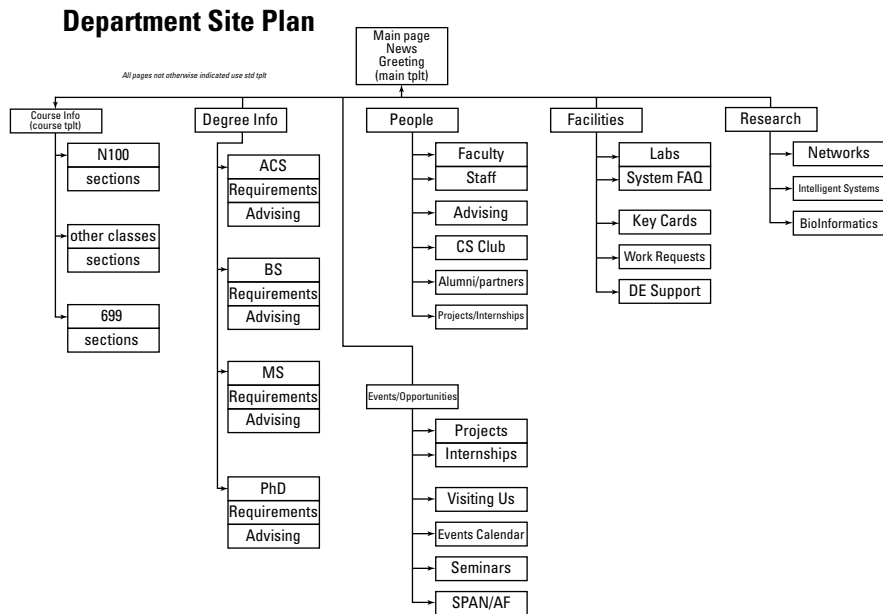 Department Site Plan
Main page
News
Greeting
(main tplt)
All pages not otherwise indicated use std tplt
Course Info
(course tplt)
N100
sections
other classes
sections
699
sections
Degree Info
ACS
Requirements
Advising
BS
Requirements
Advising
MS
Requirements
Advising
PhD
Requirements
Advising
People
Faculty
Staff
Advising
CS Club
Alumni/partners
Projects/Internships
Events/Opportunities
Projects
Internships
Visiting Us
Events Calendar
Seminars
SPAN/AF
Facilities
Labs
System FAQ
Key Cards
Work Requests
DE Support
Research
Networks
Intelligent Systems
BioInformatics